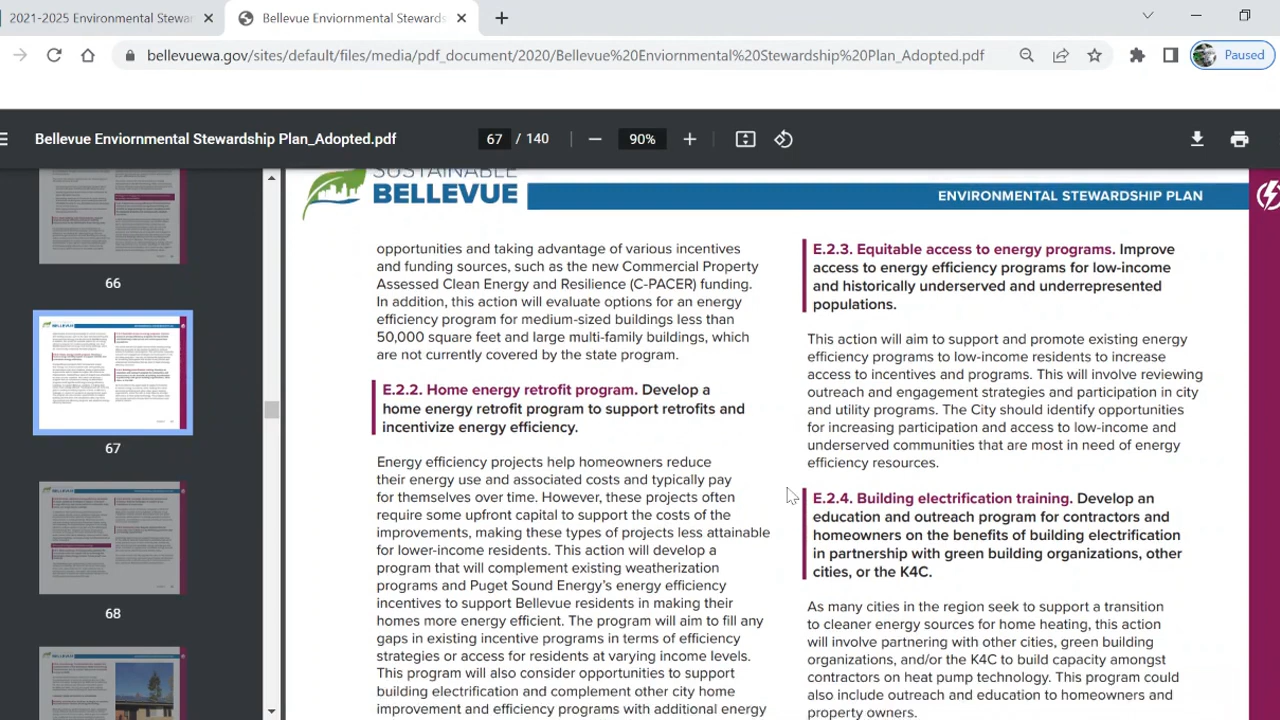 2021-2025 Environmental Stewar
Bellevue Enviornmental Stewards
bellevuewa.gov/sites/default/files/media/pdf_document/2020/Bellevue%20Enviornmental%20Stewardship%20Plan_Adopted.pdf
Paused
Bellevue Enviornmental Stewardship Plan_Adopted.pdf
67 / 140
90%
66
67
68
SUSTAINABLE
BELLEVUE
ENVIRONMENTAL STEWARDSHIP PLAN
opportunities and taking advantage of various incentives
and funding sources, such as the new Commercial Property
Assessed Clean Energy and Resilience (C-PACER) funding.
In addition, this action will evaluate options for an energy
efficiency program for medium-sized buildings less than
50,000 square feet and large multi-family buildings, which
are not currently covered by the state program.
E.2.2. Home energy retrofit program. Develop a
home energy retrofit program to support retrofits and
incentivize energy efficiency.
Energy efficiency projects help homeowners reduce
their energy use and associated costs and typically pay
for themselves over time. However, these projects often
require some upfront capital to support the costs of the
improvements, making these types of projects less attainable
for lower-income residents. This action will develop a
program that will complement existing weatherization
programs and Puget Sound Energy's energy efficiency
incentives to support Bellevue residents in making their
homes more energy efficient. The program will aim to fill any
gaps in existing incentive programs in terms of efficiency
strategies or access for residents of varying income levels.
This program will also consider opportunities to support
building electrification, to complement other city home
improvement and efficiency programs with additional energy
E.2.3. Equitable access to energy programs. Improve
access to energy efficiency programs for low-income
and historically underserved and underrepresented
populations.
This action will aim to support and promote existing energy
efficiency programs to low-income residents to increase
access to incentives and programs. This will involve reviewing
outreach and engagement strategies and participation in city
and utility programs. The City should identify opportunities
for increasing participation and access to low-income and
underserved communities that are most in need of energy
efficiency resources.
E.2.4. Building electrification training. Develop an
education and outreach program for contractors and
homeowners on the benefits of building electrification
in partnership with green building organizations, other
cities, or the K4C.
As many cities in the region seek to support a transition
to cleaner energy sources for home heating, this action
will involve partnering with other cities, green building
organizations, and/or the K4C to build capacity amongst
contractors on heat pump technology. This program could
also include outreach and education to homeowners and
property owners.